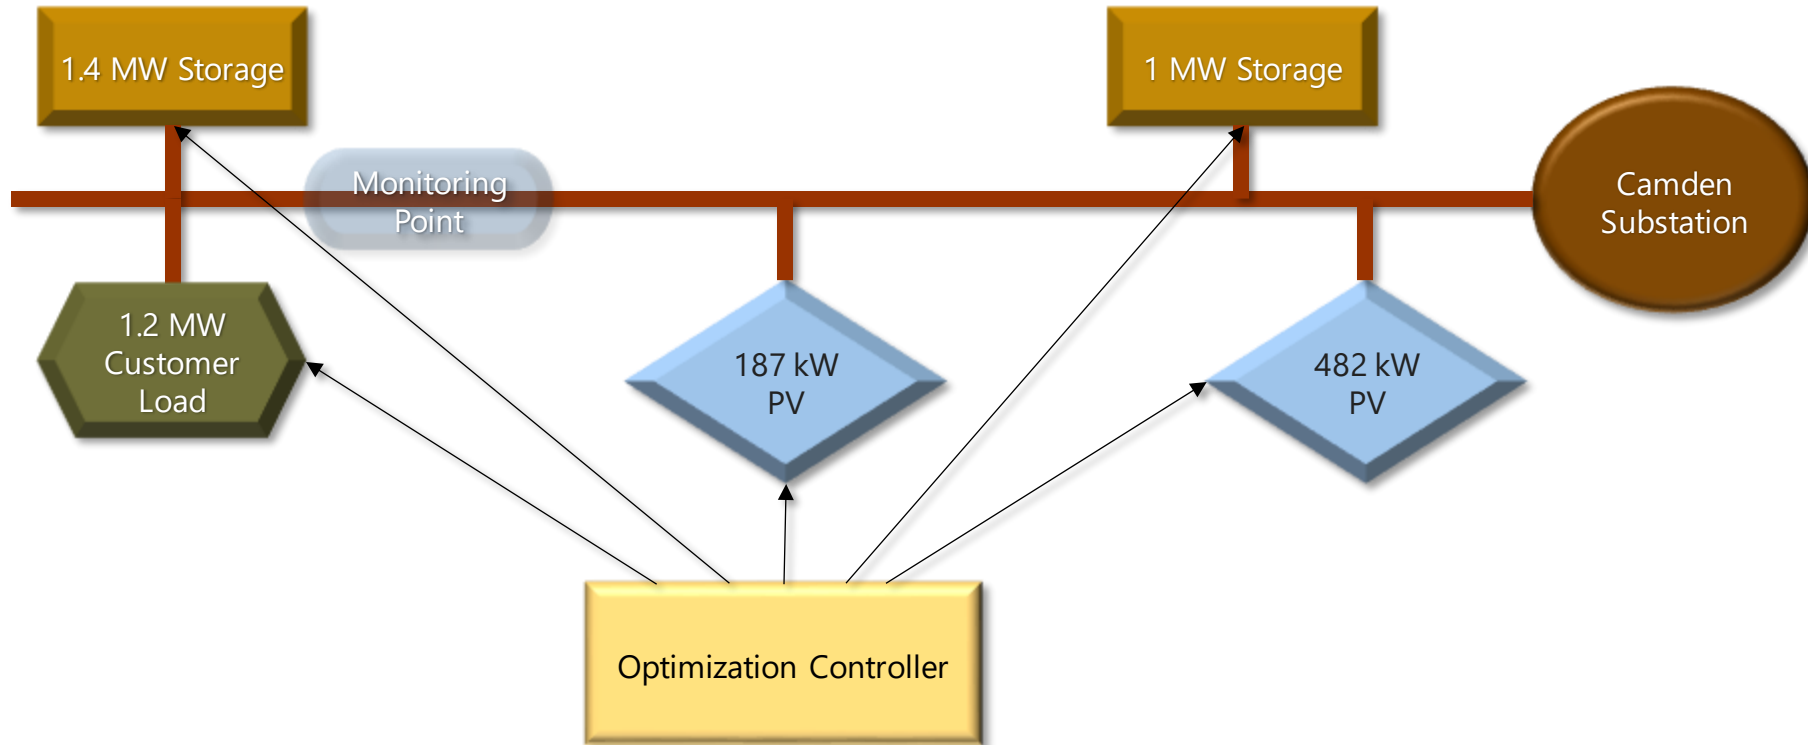 1.4 MW Storage
1 MW Storage
Monitoring
Point
Camden
Substation
1.2 MW
Customer
Load
187 kW
PV
482 kW
PV
Optimization Controller